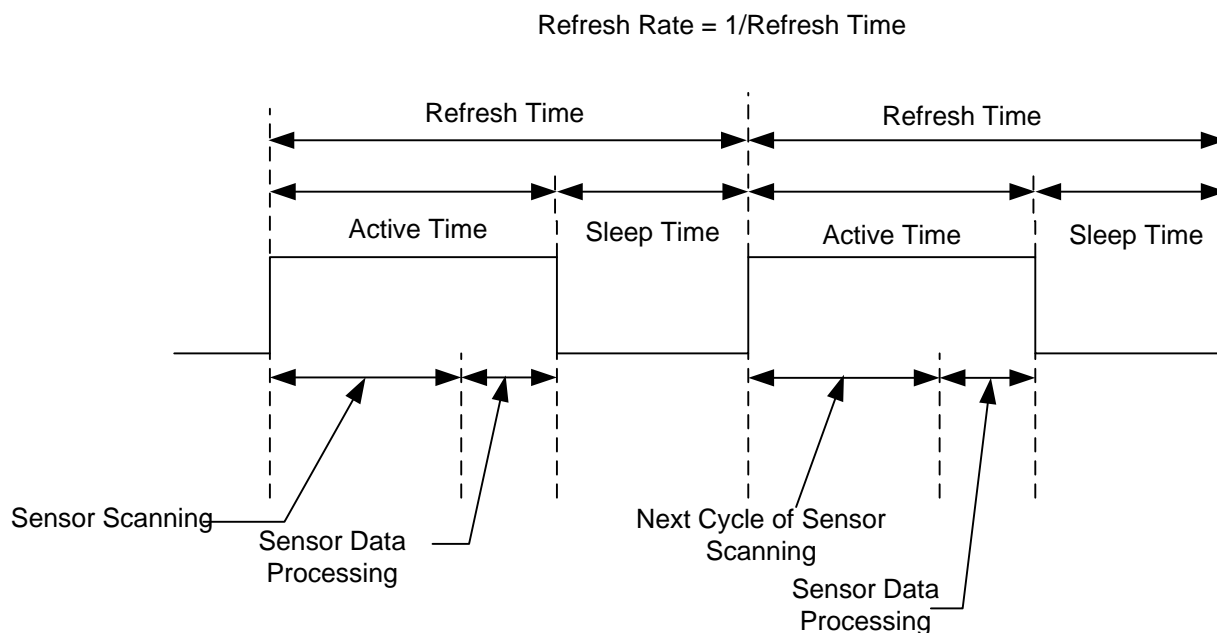 Refresh Rate = 1/Refresh Time
Refresh Time
Refresh Time
Active Time
Sleep Time
Active Time
Sleep Time
Sensor Scanning
Sensor Data
Processing
Next Cycle of Sensor
Scanning
Sensor Data
Processing